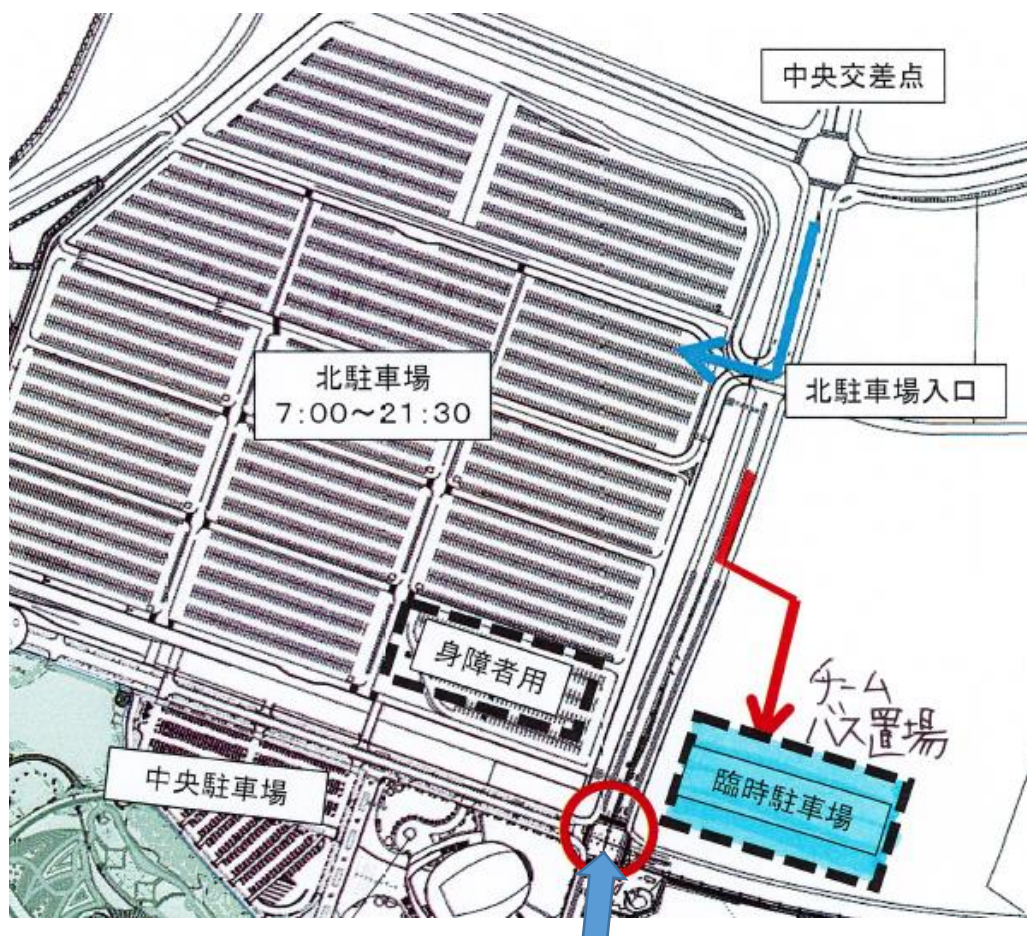 中央交差点
北駐車場
7:00～21:30
北駐車場入口
身障者用
チーム
バス置場
中央駐車場
臨時駐車場